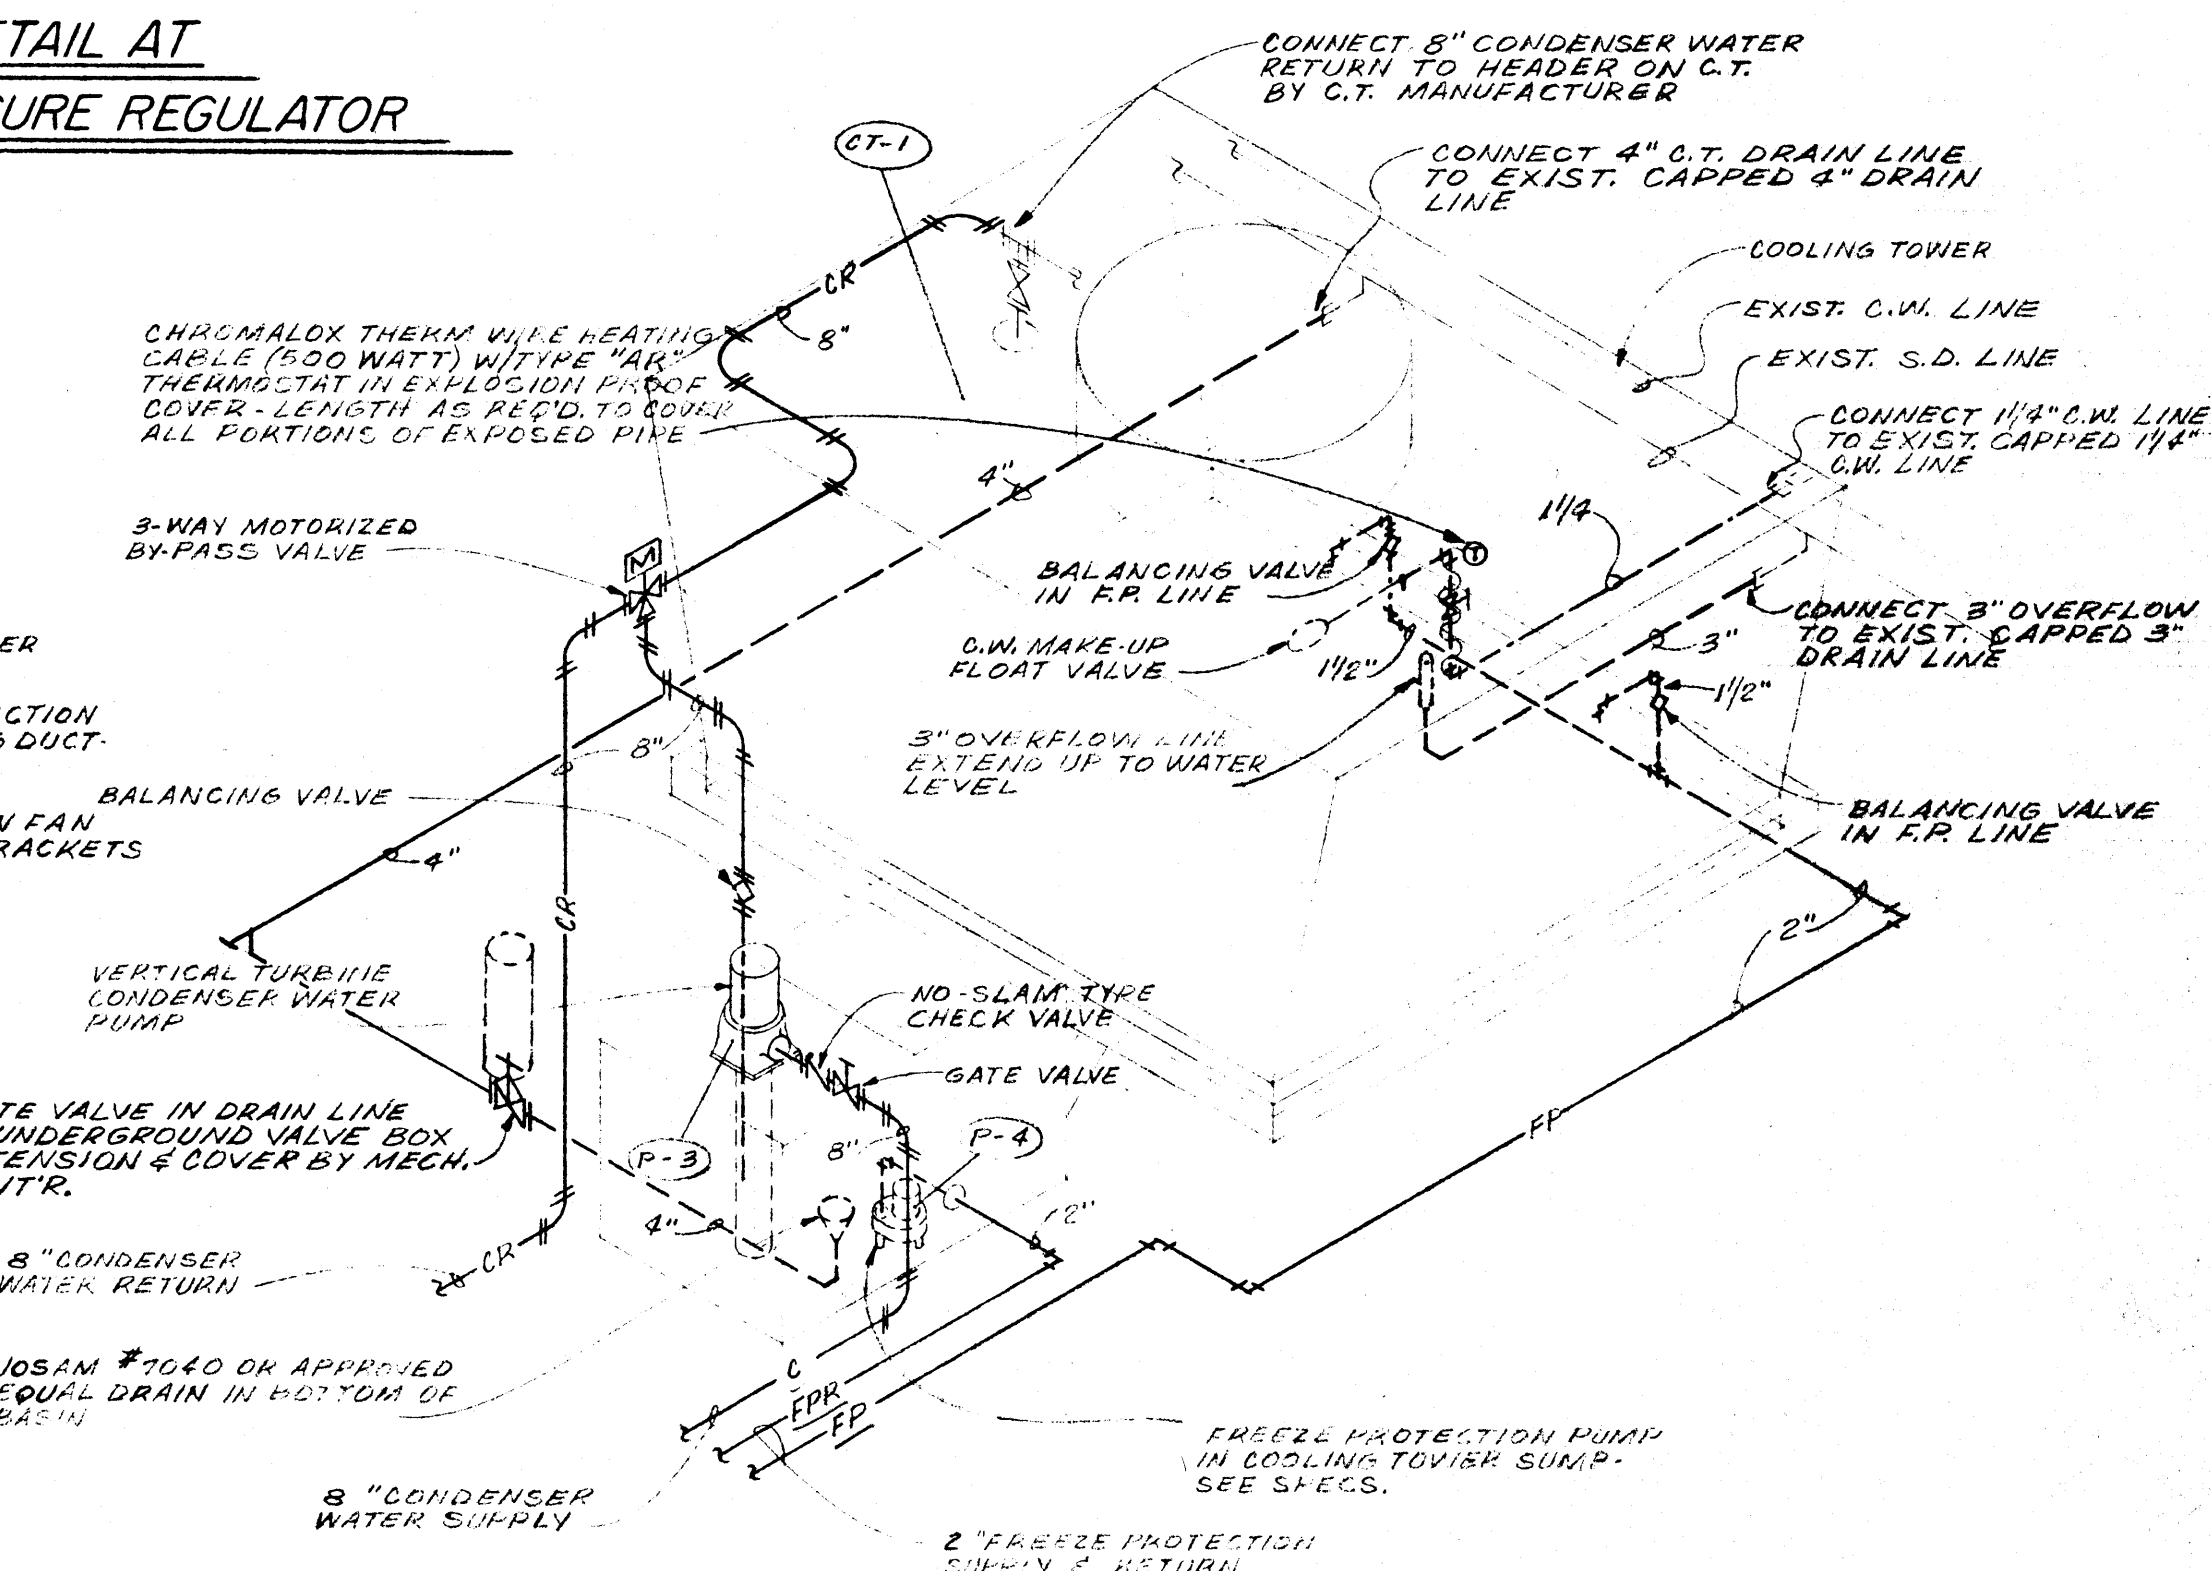 TAIL AT
URE REGULATOR
CONNECT 8" CONDENSER WATER
RETURN TO HEADER ON C.T.
BY C.T. MANUFACTURER
CT-1
CONNECT 4" C.T. DRAIN LINE
TO EXIST. CAPPED 4" DRAIN
LINE
COOLING TOWER
EXIST. C.W. LINE
EXIST. S.D. LINE
CONNECT 1 1/4" C.W. LINE
TO EXIST. CAPPED 1 1/4"
C.W. LINE
CR
8"
CHROMALOX THERM WIRE HEATING
CABLE (500 WATT) W/TYPE "AR"
THERMOSTAT IN EXPLOSION PROOF
COVER - LENGTH AS REQ'D. TO COVER
ALL PORTIONS OF EXPOSED PIPE
4"
3-WAY MOTORIZED
BY-PASS VALVE
M
1 1/4
T
BALANCING VALVE
IN F.P. LINE
C.W. MAKE-UP
FLOAT VALVE
1 1/2"
3"
CONNECT 3" OVERFLOW
TO EXIST. CAPPED 3"
DRAIN LINE
1 1/2"
ER
CTION
DUCT-
8"
3" OVERFLOW LINE
EXTEND UP TO WATER
LEVEL
BALANCING VALVE
N FAN
RACKETS
4"
BALANCING VALVE
IN F.P. LINE
CR
2"
VERTICAL TURBINE
CONDENSER WATER
PUMP
NO-SLAM TYPE
CHECK VALVE
GATE VALVE
TE VALVE IN DRAIN LINE
UNDERGROUND VALVE BOX
TENSION & COVER BY MECH.
NT'R.
P-3
8"
P-4
FP
4"
2"
8" CONDENSER
WATER RETURN
CR
JOSAM #7040 OR APPROVED
EQUAL DRAIN IN BOTTOM OF
BASIN
C
FPR
FP
FREEZE PROTECTION PUMP
IN COOLING TOWER SUMP-
SEE SPECS.
8" CONDENSER
WATER SUPPLY
2" FREEZE PROTECTION
SUPPLY & RETURN